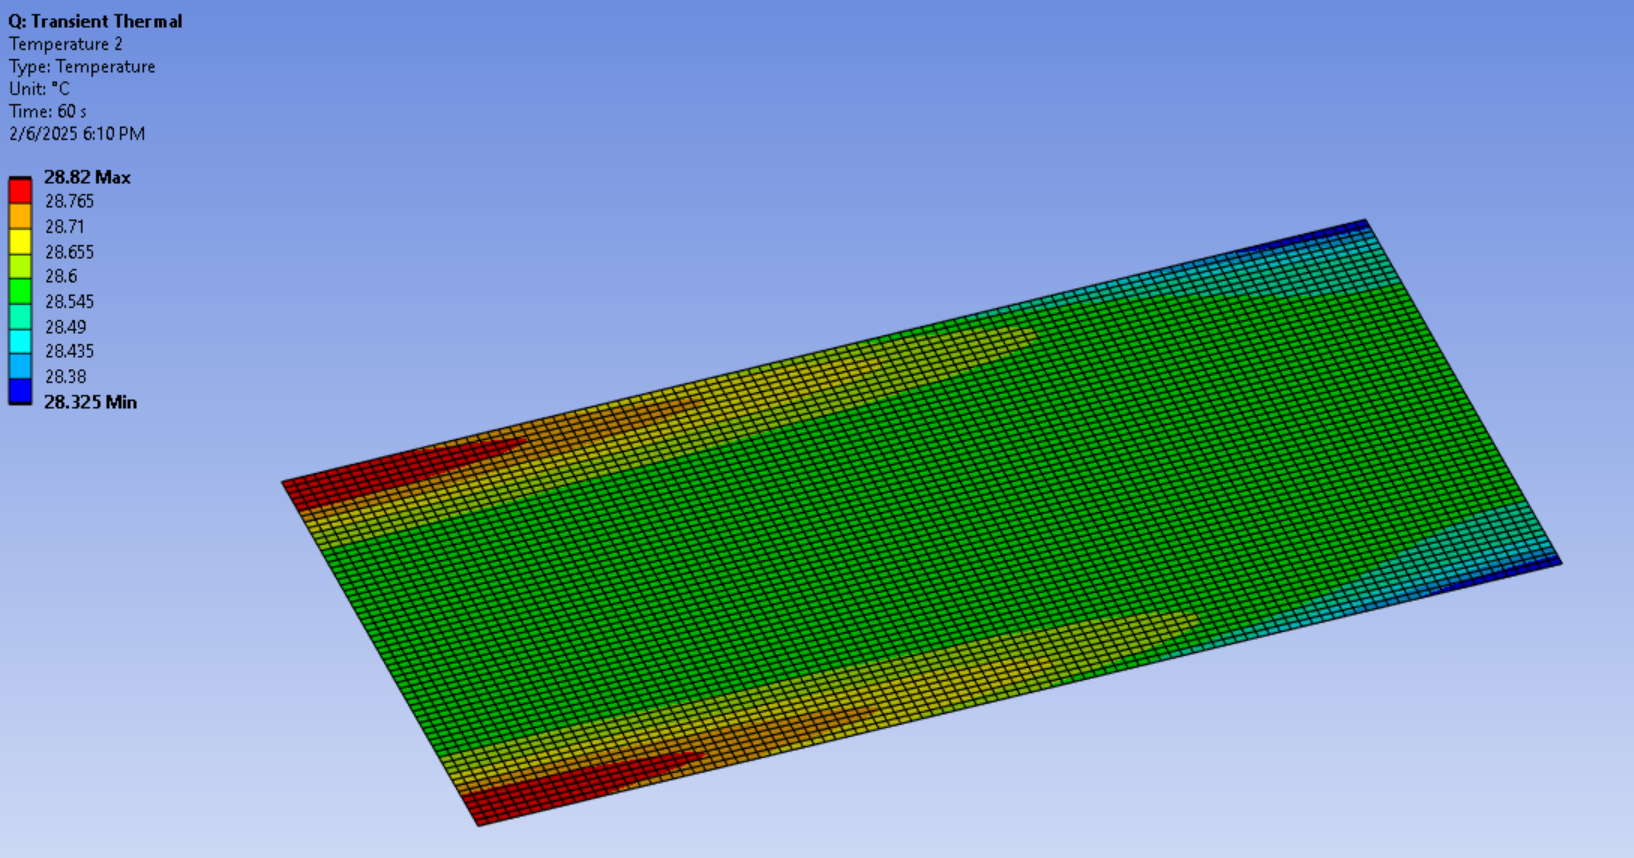 Q: Transient Thermal
Temperature 2
Type: Temperature
Unit: °C
Time: 60 s
2/6/2025 6:10 PM
28.82 Max
28.765
28.71
28.655
28.6
28.545
28.49
28.435
28.38
28.325 Min